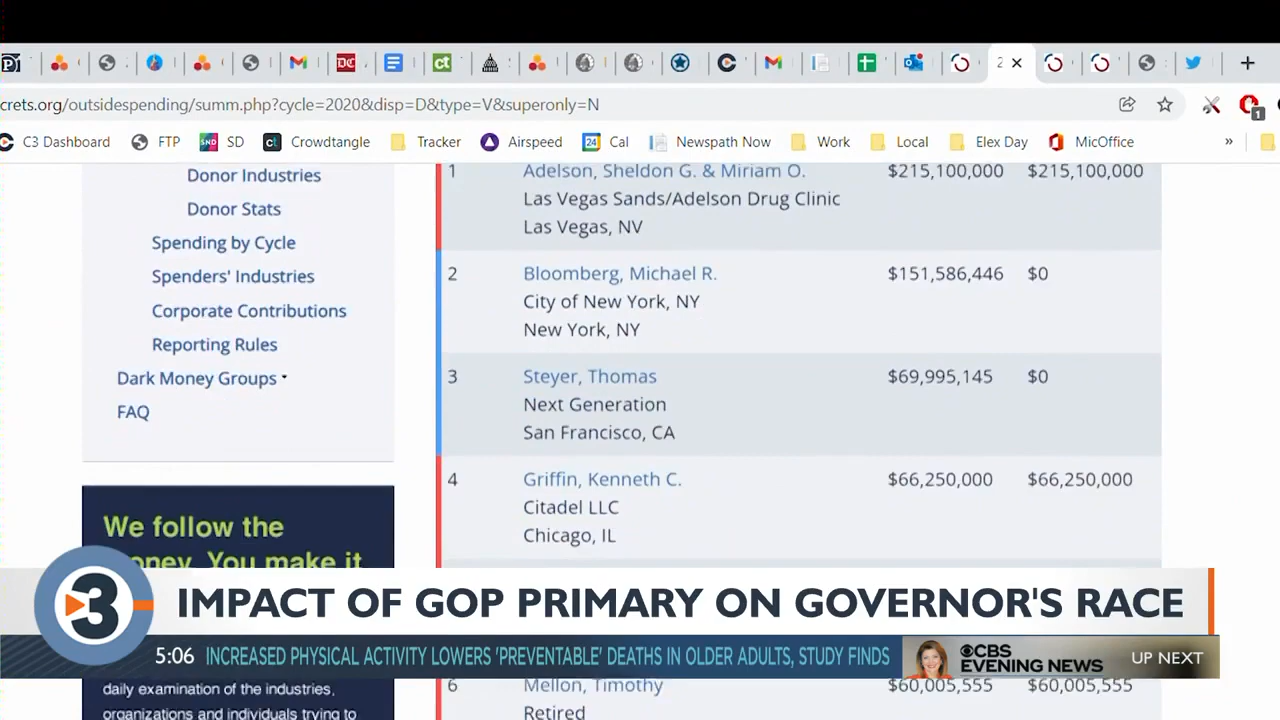 crets.org/outsidespending/summ.php?cycle=2020&disp=D&type=V&superonly=N
C3 Dashboard FTP SD Crowdtangle Tracker Airspeed Cal Newspath Now Work Local Elex Day MicOffice »
Donor Industries
Donor Stats
Spending by Cycle
Spenders' Industries
Corporate Contributions
Reporting Rules
Dark Money Groups
FAQ
We follow the
money. You make it
1 Adelson, Sheldon G. & Miriam O. $215,100,000 $215,100,000
Las Vegas Sands/Adelson Drug Clinic
Las Vegas, NV
2 Bloomberg, Michael R. $151,586,446 $0
City of New York, NY
New York, NY
3 Steyer, Thomas $69,995,145 $0
Next Generation
San Francisco, CA
4 Griffin, Kenneth C. $66,250,000 $66,250,000
Citadel LLC
Chicago, IL
3 IMPACT OF GOP PRIMARY ON GOVERNOR'S RACE
5:06 INCREASED PHYSICAL ACTIVITY LOWERS 'PREVENTABLE' DEATHS IN OLDER ADULTS, STUDY FINDS
CBS
EVENING NEWS
UP NEXT
daily examination of the industries,
organizations and individuals trying to
6 Mellon, Timothy $60,005,555 $60,005,555
Retired